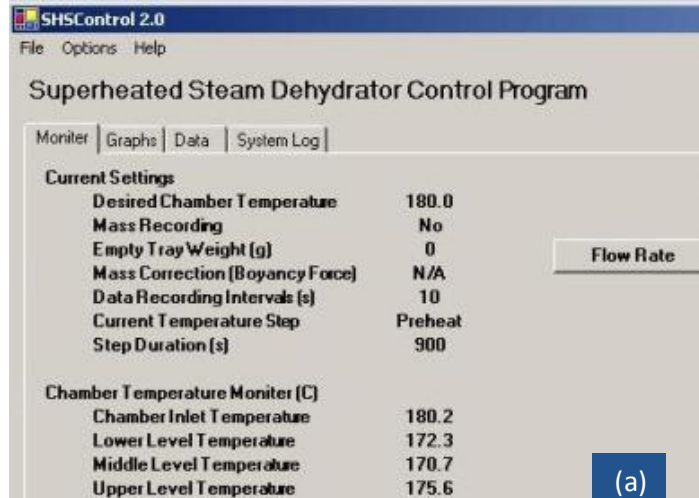 SHSControl 2.0
File Options Help
Superheated Steam Dehydrator Control Program
Moniter Graphs Data System Log
Current Settings
Desired Chamber Temperature 180.0
Mass Recording No
Empty Tray Weight (g) 0
Flow Rate
Mass Correction (Boyancy Force) N/A
Data Recording Intervals (s) 10
Current Temperature Step Preheat
Step Duration (s) 900
Chamber Temperature Moniter (C)
Chamber Inlet Temperature 180.2
Lower Level Temperature 172.3
Middle Level Temperature 170.7
Upper Level Temperature 175.6
(a)